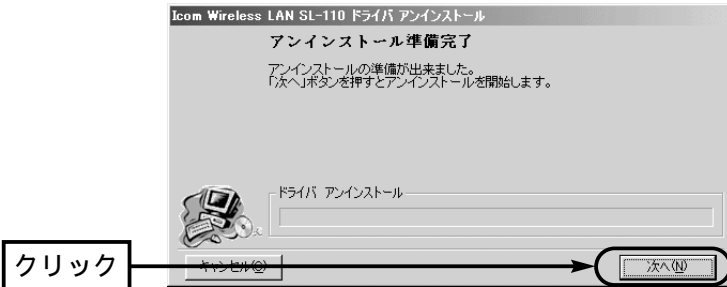 Icom Wireless LAN SL-110 ドライバ アンインストール
アンインストール準備完了
アンインストールの準備が出来ました。
「次へ」ボタンを押すとアンインストールを開始します。
ドライバ アンインストール
クリック
キャンセル(C)
次へ(N)